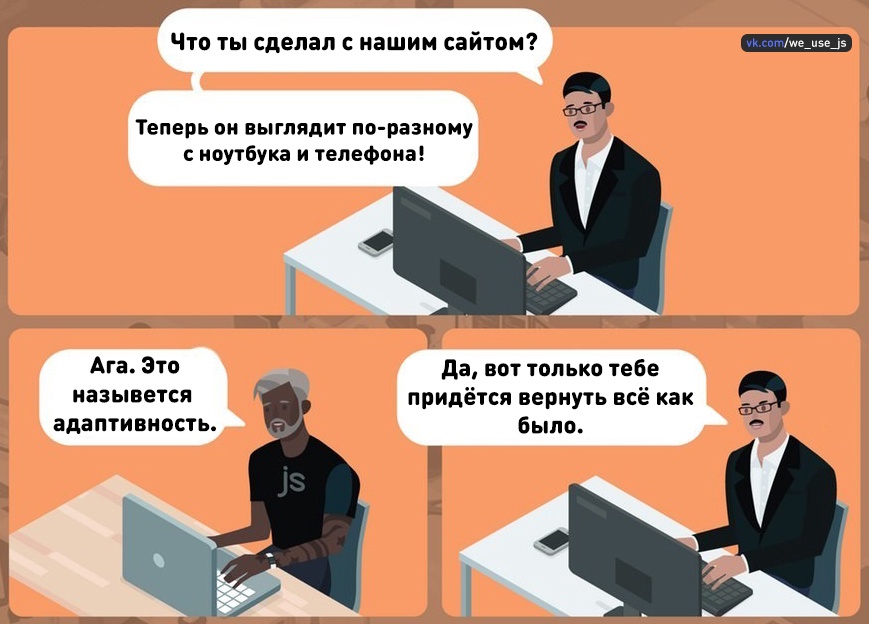 Что ты сделал с нашим сайтом?
vk.com/we_use_js
Теперь он выглядит по-разному
с ноутбука и телефона!
Ага. Это
назывется
адаптивность.
js
Да, вот только тебе
придётся вернуть всё как
было.